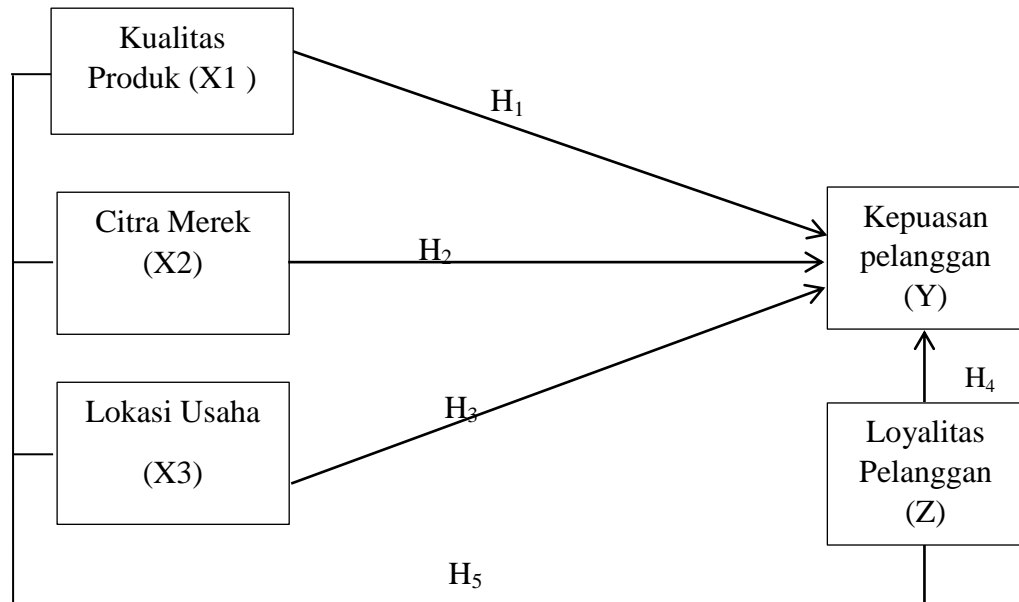 Kualitas
Produk (X1 )
H₁
Citra Merek
(X2)
H₂
Kepuasan
pelanggan
(Y)
Lokasi Usaha
(X3)
H₃
H₄
Loyalitas
Pelanggan
(Z)
H₅